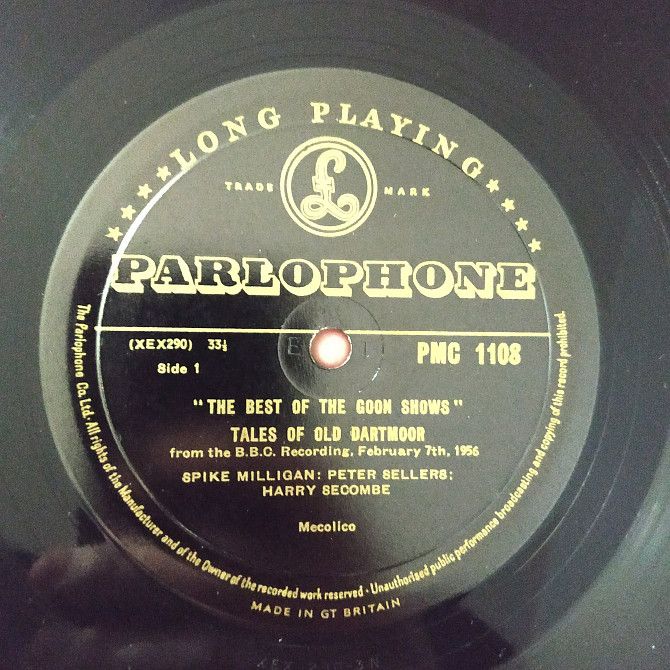 LONG PLAYING
TRADE MARK
£
PARLOPHONE
(XEX290) 33⅓
Side 1
PMC 1108
"THE BEST OF THE GOON SHOWS"
TALES OF OLD DARTMOOR
from the B.B.C. Recording, February 7th, 1956
SPIKE MILLIGAN: PETER SELLERS:
HARRY SECOMBE
Mecolico
The Parlophone Co. Ltd · All rights of the Manufacturer and of the Owner of the recorded work reserved · Unauthorised public performance broadcasting and copying of this record prohibited.
MADE IN GT BRITAIN